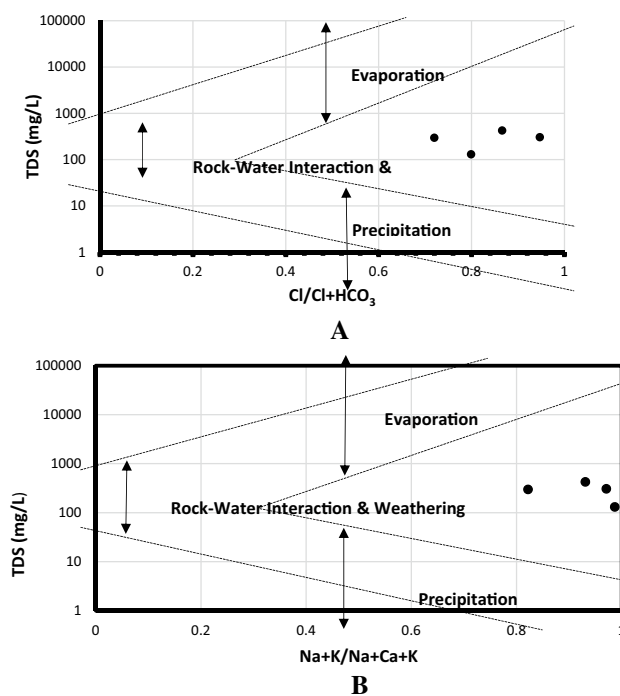 TDS (mg/L)
100000
10000
1000
100
10
1
Evaporation
Rock-Water Interaction &
Precipitation
0 0.2 0.4 0.6 0.8 1
Cl/Cl+HCO₃
A
TDS (mg/L)
100000
10000
1000
100
10
1
Evaporation
Rock-Water Interaction & Weathering
Precipitation
0 0.2 0.4 0.6 0.8 1
Na+K/Na+Ca+K
B